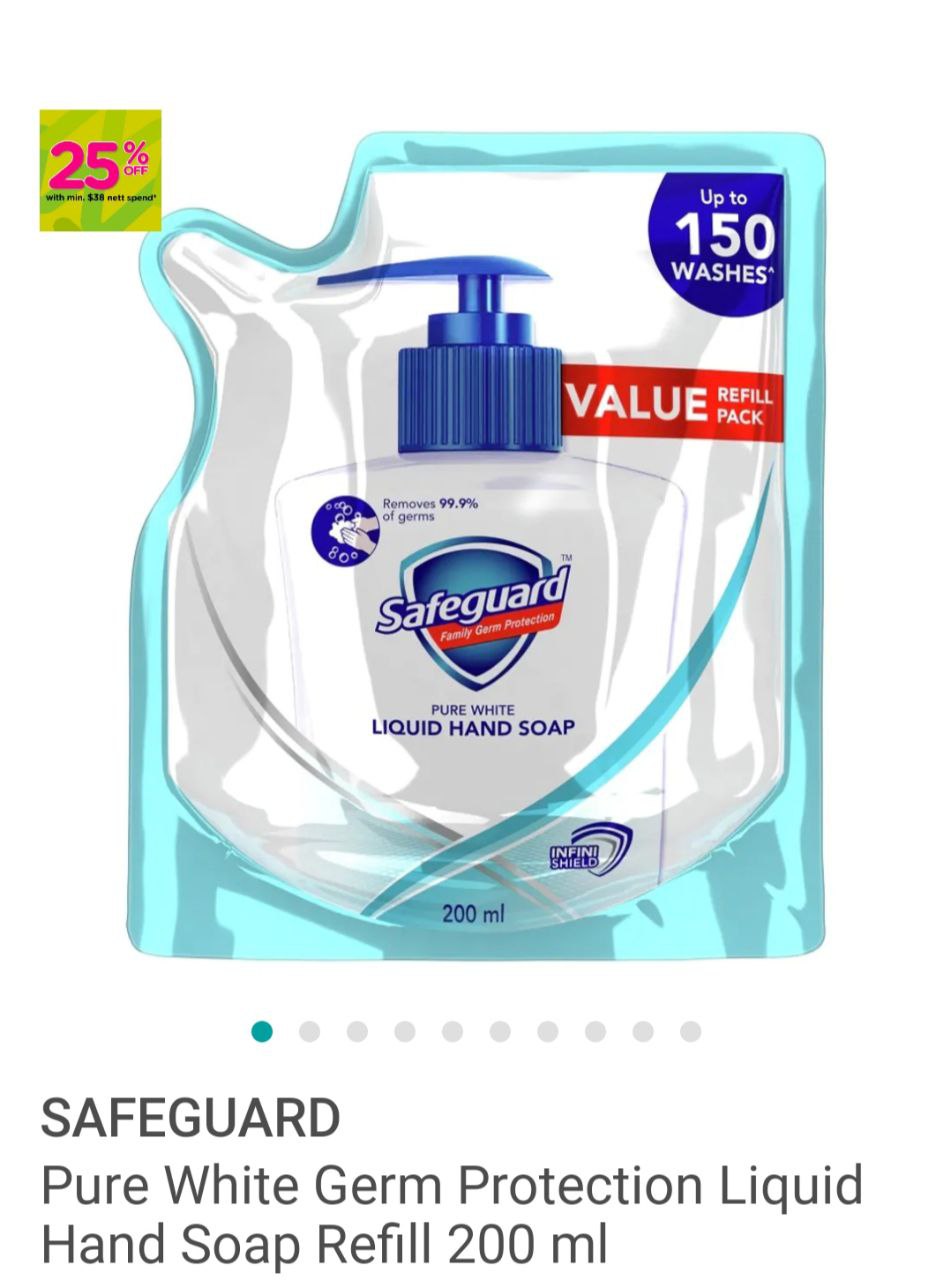 25%
OFF
with min. $38 nett spend*
Up to
150
WASHES^
VALUE REFILL
PACK
Removes 99.9%
of germs
Safeguard™
Family Germ Protection
PURE WHITE
LIQUID HAND SOAP
INFINI
SHIELD
200 ml
SAFEGUARD
Pure White Germ Protection Liquid
Hand Soap Refill 200 ml